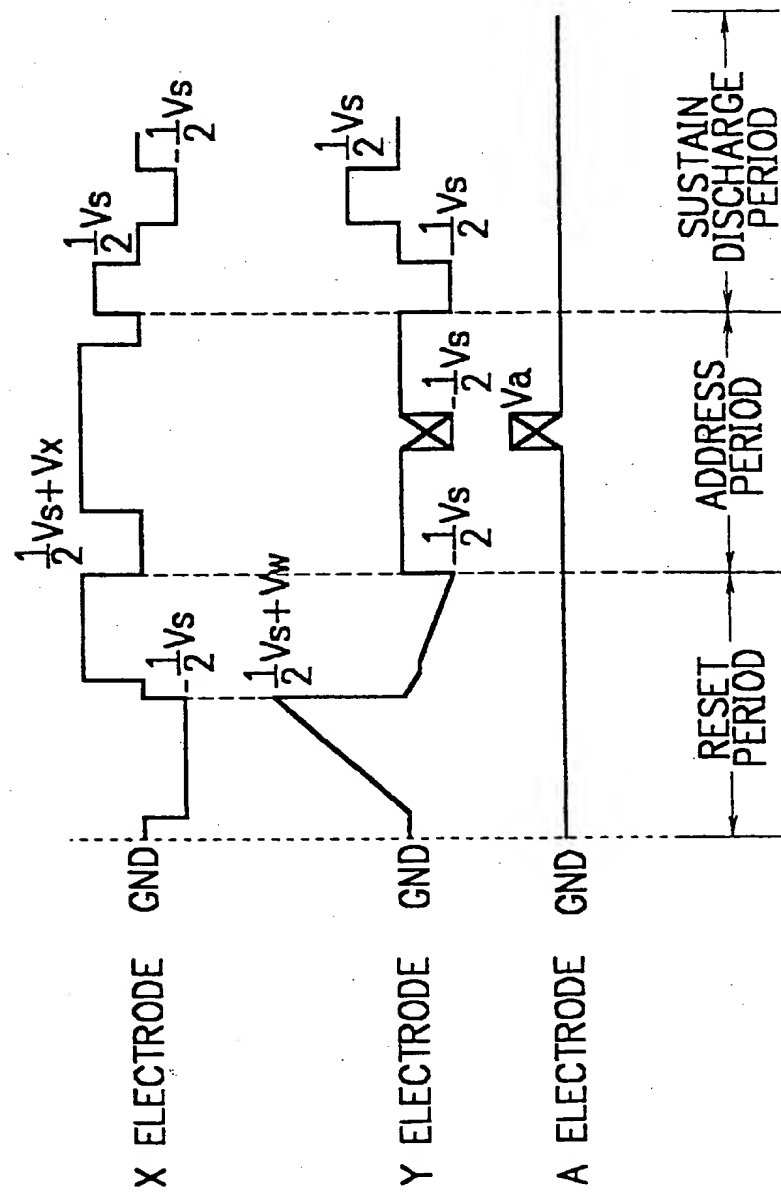 X ELECTRODE GND
½Vs+Vx
-½Vs
½Vs
-½Vs
Y ELECTRODE GND
½Vs+Vw
-½Vs
-½Vs
-½Vs
½Vs
A ELECTRODE GND
Va
RESET
PERIOD
ADDRESS
PERIOD
SUSTAIN
DISCHARGE
PERIOD